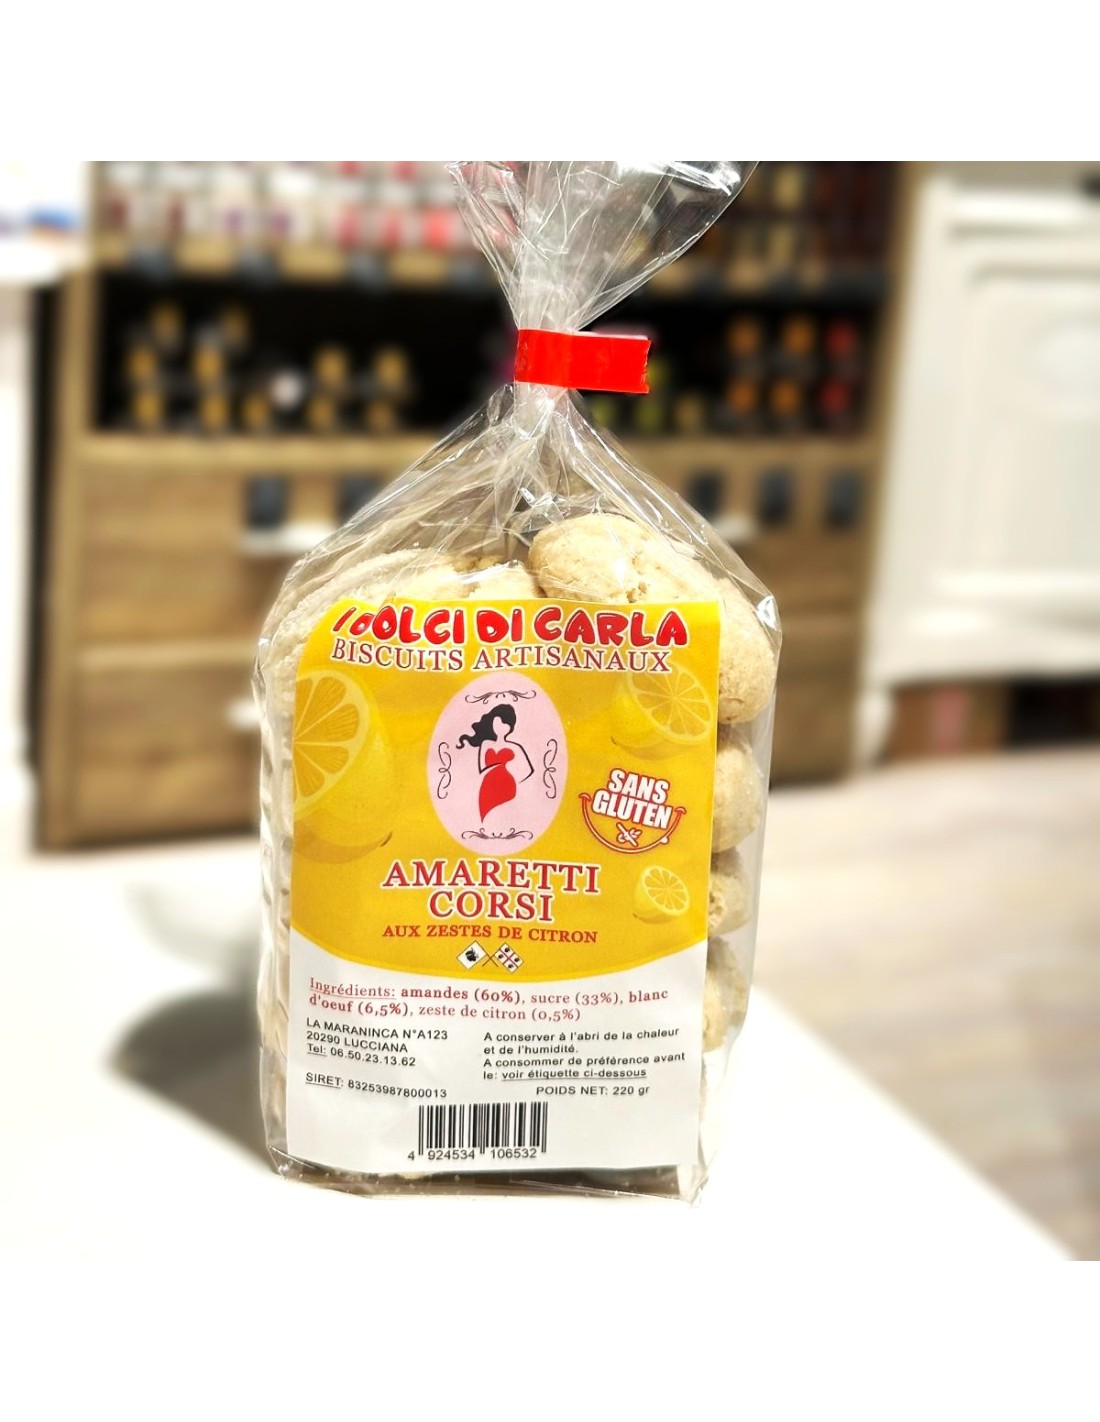 I DOLCI DI CARLA
BISCUITS ARTISANAUX
SANS
GLUTEN
AMARETTI
CORSI
AUX ZESTES DE CITRON
Ingrédients: amandes (60%), sucre (33%), blanc
d'oeuf (6,5%), zeste de citron (0,5%)
LA MARANINCA N°A123
20290 LUCCIANA
Tel: 06.50.23.13.62
SIRET: 83253987800013
A conserver à l'abri de la chaleur
et de l'humidité.
A consommer de préférence avant
le: voir étiquette ci-dessous
POIDS NET: 220 gr
4 924534 106532